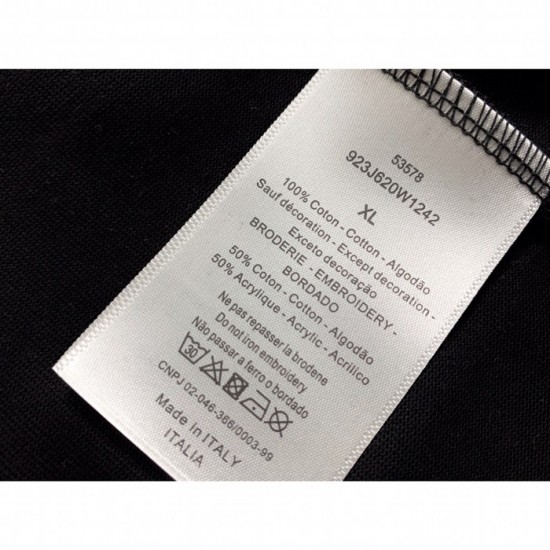 53578
923J620W1242
XL
100% Coton - Cotton - Algodão
Sauf décoration - Except decoration -
Exceto decoração
BRODERIE - EMBROIDERY -
BORDADO
50% Coton - Cotton - Algodão
50% Acrylique - Acrylic - Acrilico
Ne pas repasser la brodene
Do not iron embroidery
Não passar a ferro o bordado
30
CNPJ 02-046-366/0003-99
Made In ITALY
ITALIA